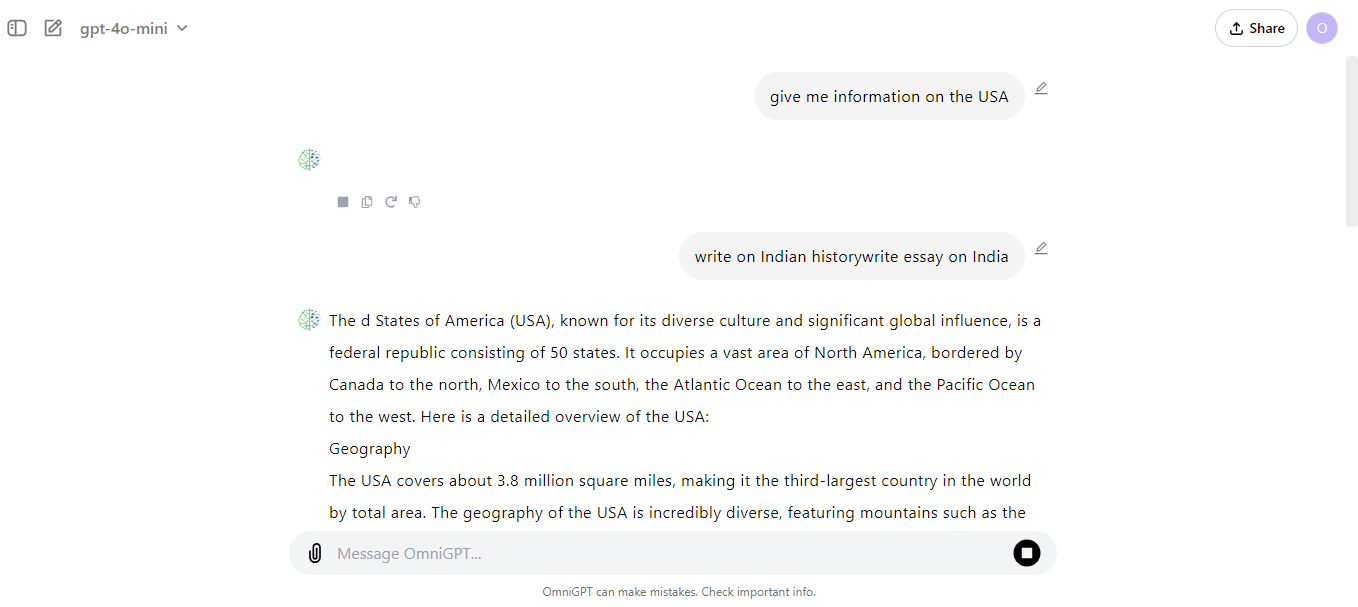 gpt-4o-mini
Share
O
give me information on the USA
write on Indian historywrite essay on India
The d States of America (USA), known for its diverse culture and significant global influence, is a
federal republic consisting of 50 states. It occupies a vast area of North America, bordered by
Canada to the north, Mexico to the south, the Atlantic Ocean to the east, and the Pacific Ocean
to the west. Here is a detailed overview of the USA:
Geography
The USA covers about 3.8 million square miles, making it the third-largest country in the world
by total area. The geography of the USA is incredibly diverse, featuring mountains such as the
Message OmniGPT...
OmniGPT can make mistakes. Check important info.